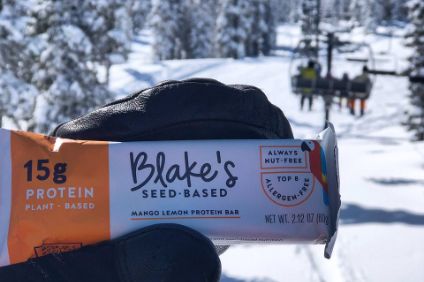 15g
PROTEIN
PLANT - BASED
Blake's
SEED-BASED
MANGO LEMON PROTEIN BAR
ALWAYS
NUT-FREE
TOP 8
ALLERGEN-FREE
NET WT. 2.12 OZ (60g)